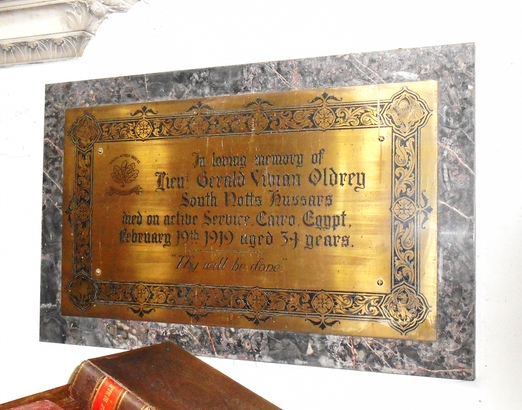 In loving memory of
Lieut Gerald Vivian Oldrey
South Notts Hussars
died on active Service, Cairo, Egypt,
February 19th 1919 aged 34 years.
"Thy will be done"
BIBLE